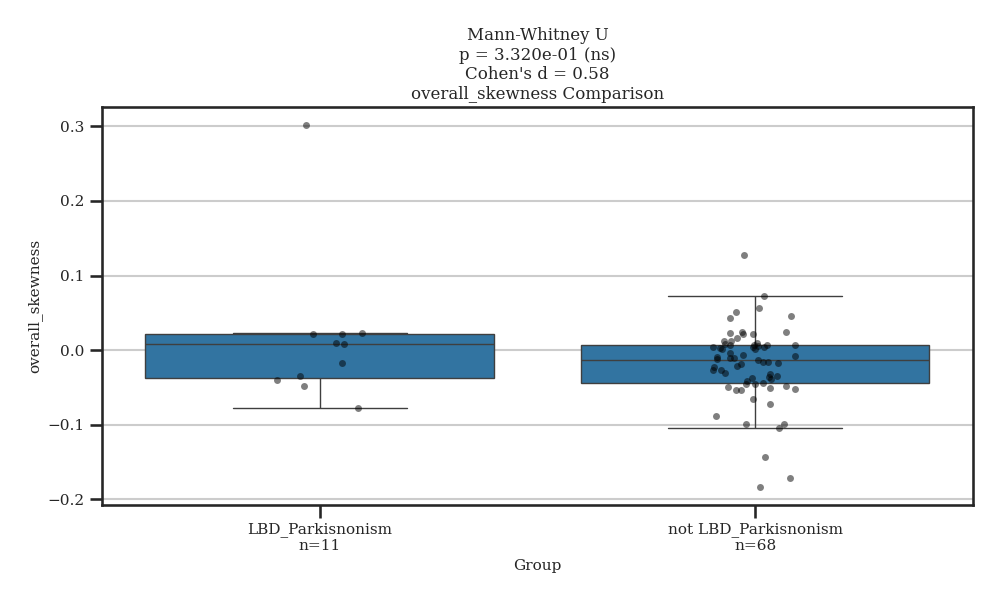 Mann-Whitney U
p = 3.320e-01 (ns)
Cohen's d = 0.58
overall_skewness Comparison
0.3
0.2
0.1
0.0
−0.1
−0.2
overall_skewness
LBD_Parkisnonism
n=11
not LBD_Parkisnonism
n=68
Group